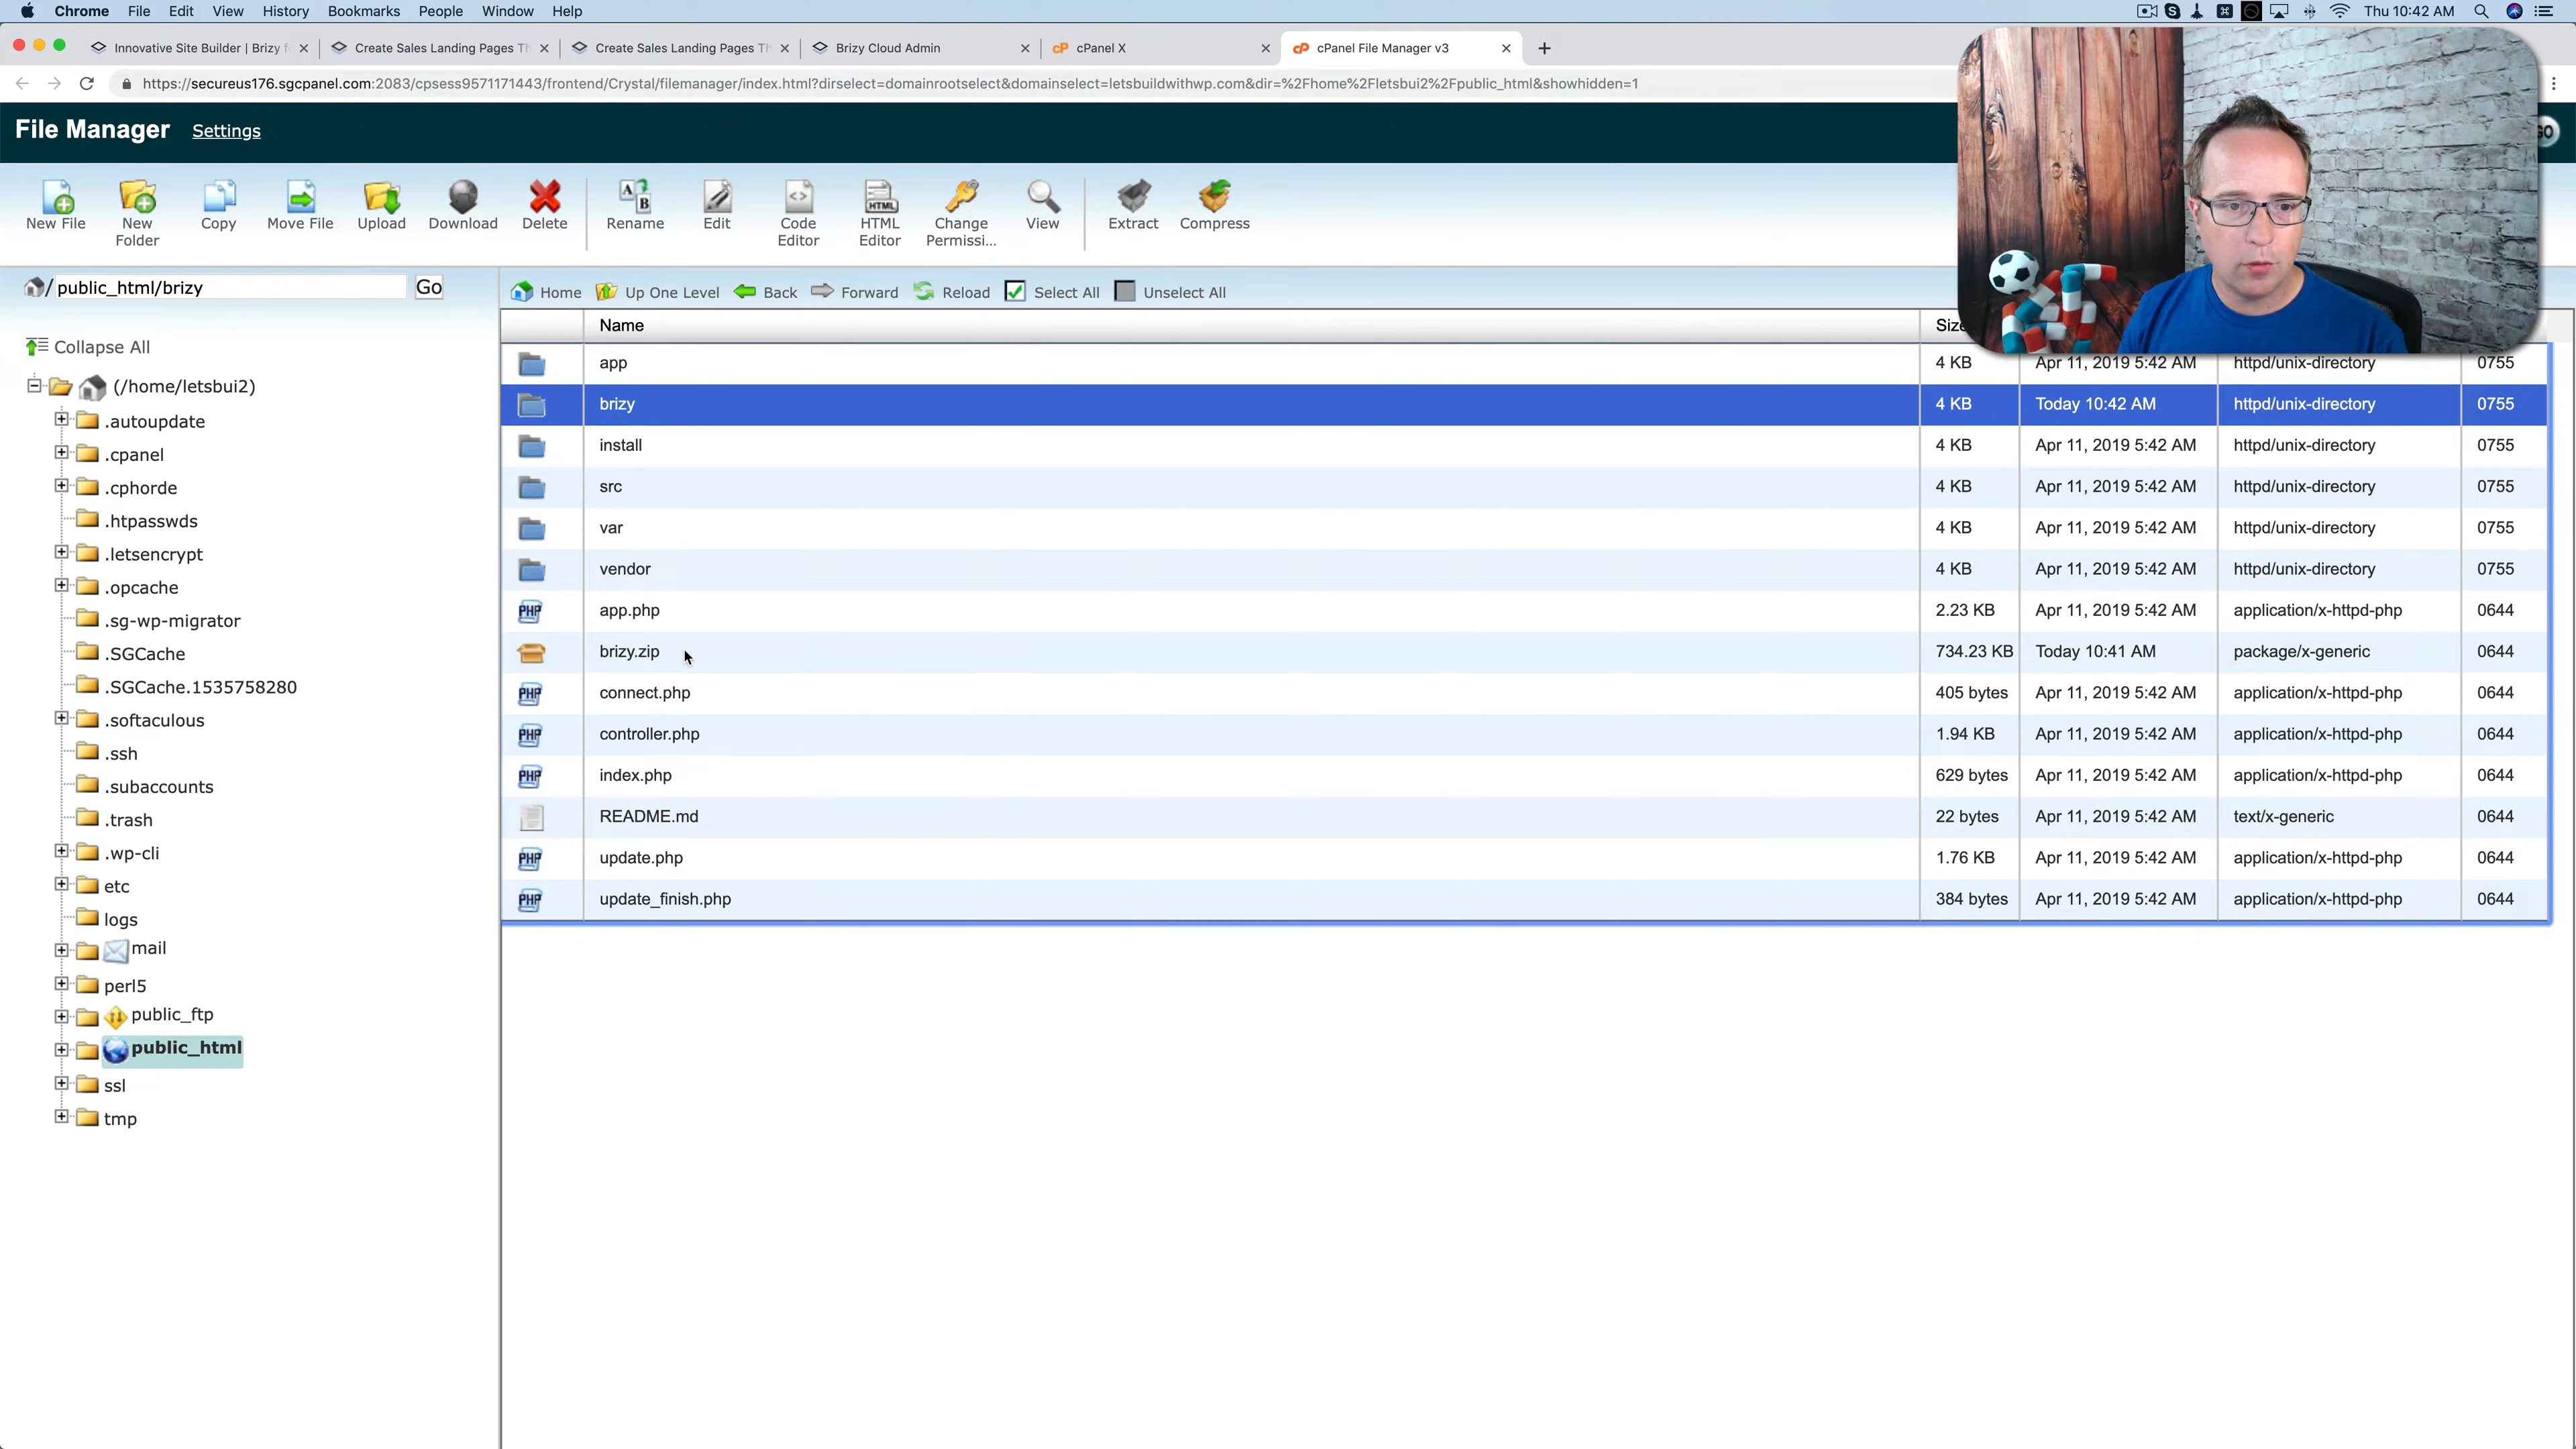 Chrome File Edit View History Bookmarks People Window Help Thu 10:42 AM
Innovative Site Builder | Brizy f Create Sales Landing Pages Th Create Sales Landing Pages Th Brizy Cloud Admin cPanel X cPanel File Manager v3
https://secureus176.sgcpanel.com:2083/cpsess9571171443/frontend/Crystal/filemanager/index.html?dirselect=domainrootselect&domainselect=letsbuildwithwp.com&dir=%2Fhome%2Fletsbui2%2Fpublic_html&showhidden=1
File Manager Settings GO
New File New Folder Copy Move File Upload Download Delete Rename Edit Code Editor HTML Editor Change Permissi... View Extract Compress
/ public_html/brizy Go
Home Up One Level Back Forward Reload Select All Unselect All
Collapse All
(/home/letsbui2)
.autoupdate
.cpanel
.cphorde
.htpasswds
.letsencrypt
.opcache
.sg-wp-migrator
.SGCache
.SGCache.1535758280
.softaculous
.ssh
.subaccounts
.trash
.wp-cli
etc
logs
mail
perl5
public_ftp
public_html
ssl
tmp
Name Size
app 4 KB Apr 11, 2019 5:42 AM httpd/unix-directory 0755
brizy 4 KB Today 10:42 AM httpd/unix-directory 0755
install 4 KB Apr 11, 2019 5:42 AM httpd/unix-directory 0755
src 4 KB Apr 11, 2019 5:42 AM httpd/unix-directory 0755
var 4 KB Apr 11, 2019 5:42 AM httpd/unix-directory 0755
vendor 4 KB Apr 11, 2019 5:42 AM httpd/unix-directory 0755
PHP app.php 2.23 KB Apr 11, 2019 5:42 AM application/x-httpd-php 0644
brizy.zip 734.23 KB Today 10:41 AM package/x-generic 0644
PHP connect.php 405 bytes Apr 11, 2019 5:42 AM application/x-httpd-php 0644
PHP controller.php 1.94 KB Apr 11, 2019 5:42 AM application/x-httpd-php 0644
PHP index.php 629 bytes Apr 11, 2019 5:42 AM application/x-httpd-php 0644
README.md 22 bytes Apr 11, 2019 5:42 AM text/x-generic 0644
PHP update.php 1.76 KB Apr 11, 2019 5:42 AM application/x-httpd-php 0644
PHP update_finish.php 384 bytes Apr 11, 2019 5:42 AM application/x-httpd-php 0644